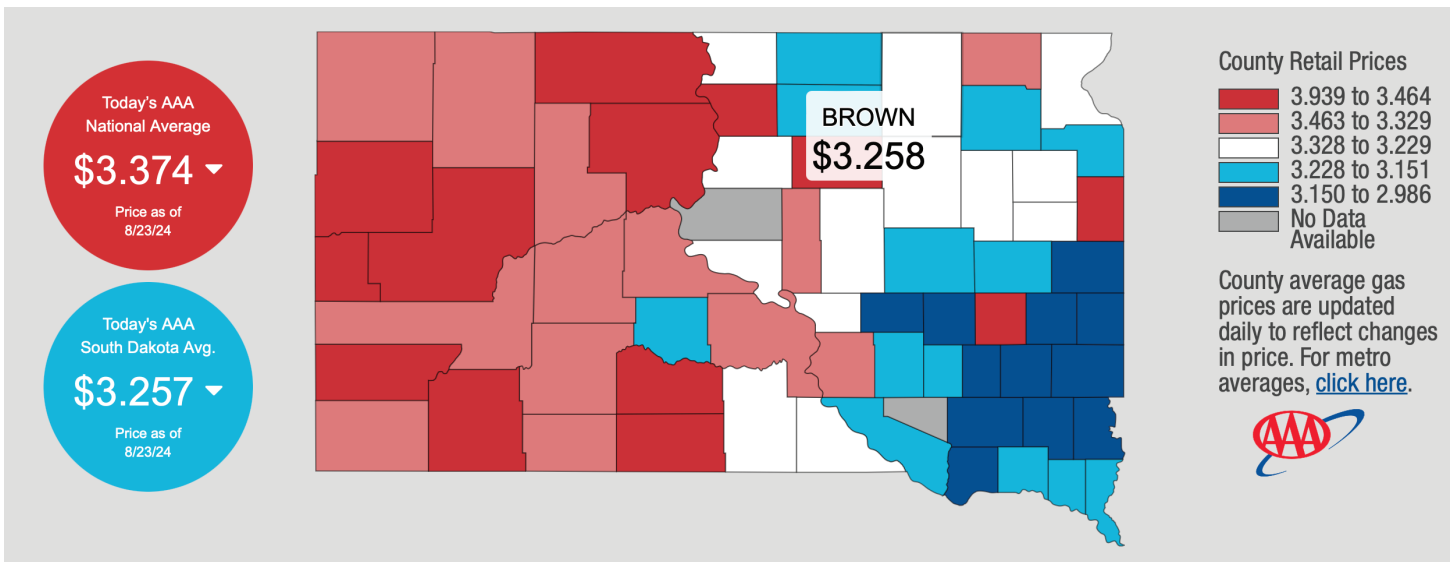 Today's AAA
National Average
$3.374
Price as of
8/23/24
Today's AAA
South Dakota Avg.
$3.257
Price as of
8/23/24
BROWN
$3.258
County Retail Prices
3.939 to 3.464
3.463 to 3.329
3.328 to 3.229
3.228 to 3.151
3.150 to 2.986
No Data
Available
County average gas
prices are updated
daily to reflect changes
in price. For metro
averages, click here.
AAA